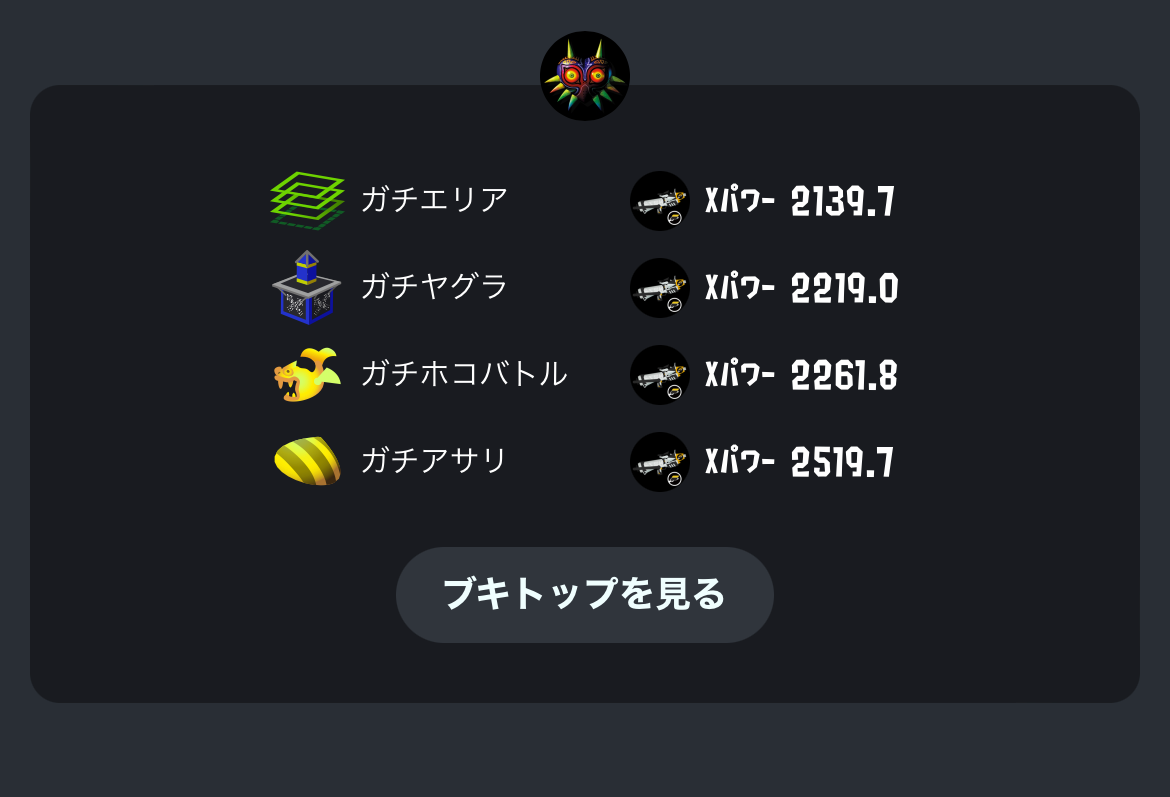 ガチエリア Xパワー 2139.7
ガチヤグラ Xパワー 2219.0
ガチホコバトル Xパワー 2261.8
ガチアサリ Xパワー 2519.7
ブキトップを見る